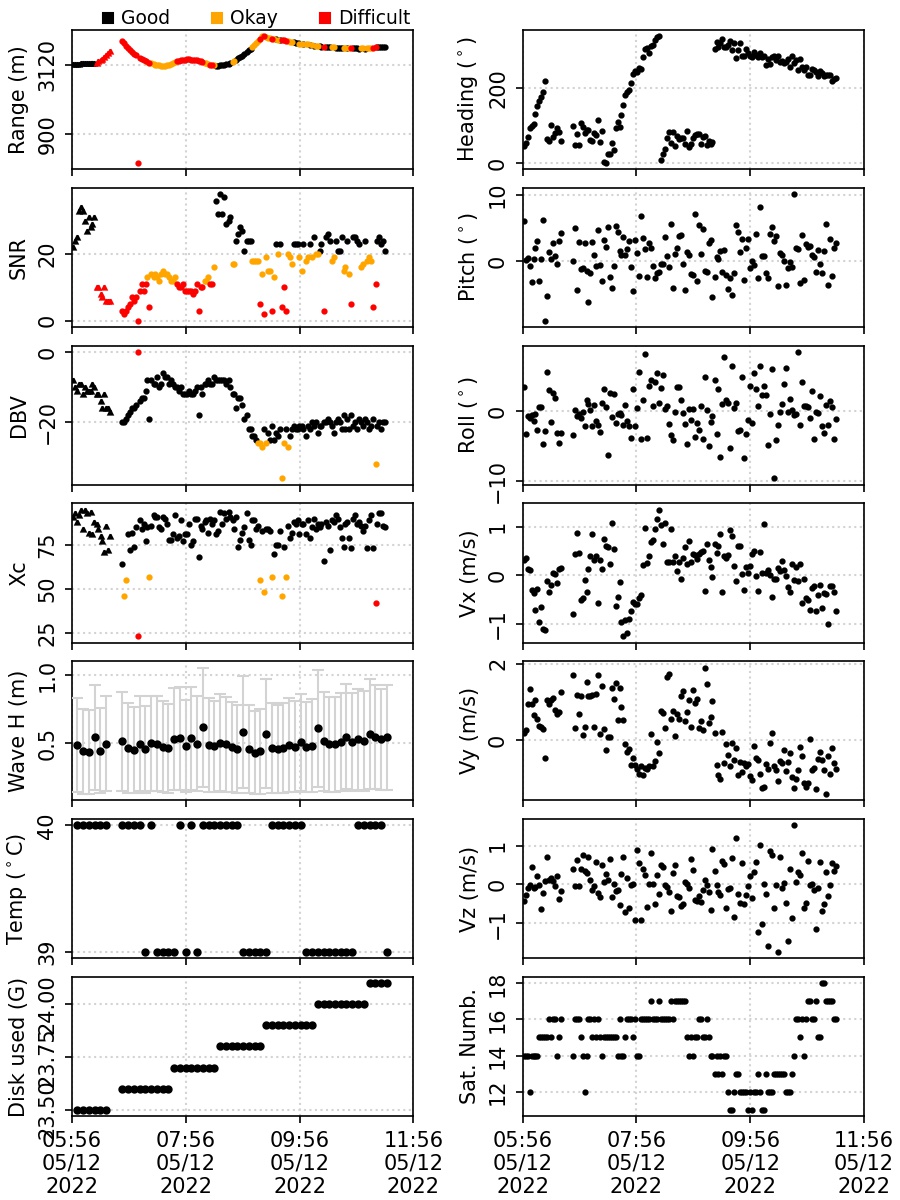 Good Okay Difficult
Range (m)
3120
900
Heading (°)
200
0
SNR
20
0
Pitch (°)
10
0
DBV
0
−20
Roll (°)
0
−10
Xc
75
50
25
Vx (m/s)
1
0
−1
Wave H (m)
1.0
0.5
Vy (m/s)
2
0
Temp (°C)
40
39
Vz (m/s)
1
0
−1
Disk used (G)
24.00
23.75
23.50
Sat. Numb.
18
16
14
12
05:56 07:56 09:56 11:56 05:56 07:56 09:56 11:56
05/12 05/12 05/12 05/12 05/12 05/12 05/12 05/12
2022 2022 2022 2022 2022 2022 2022 2022